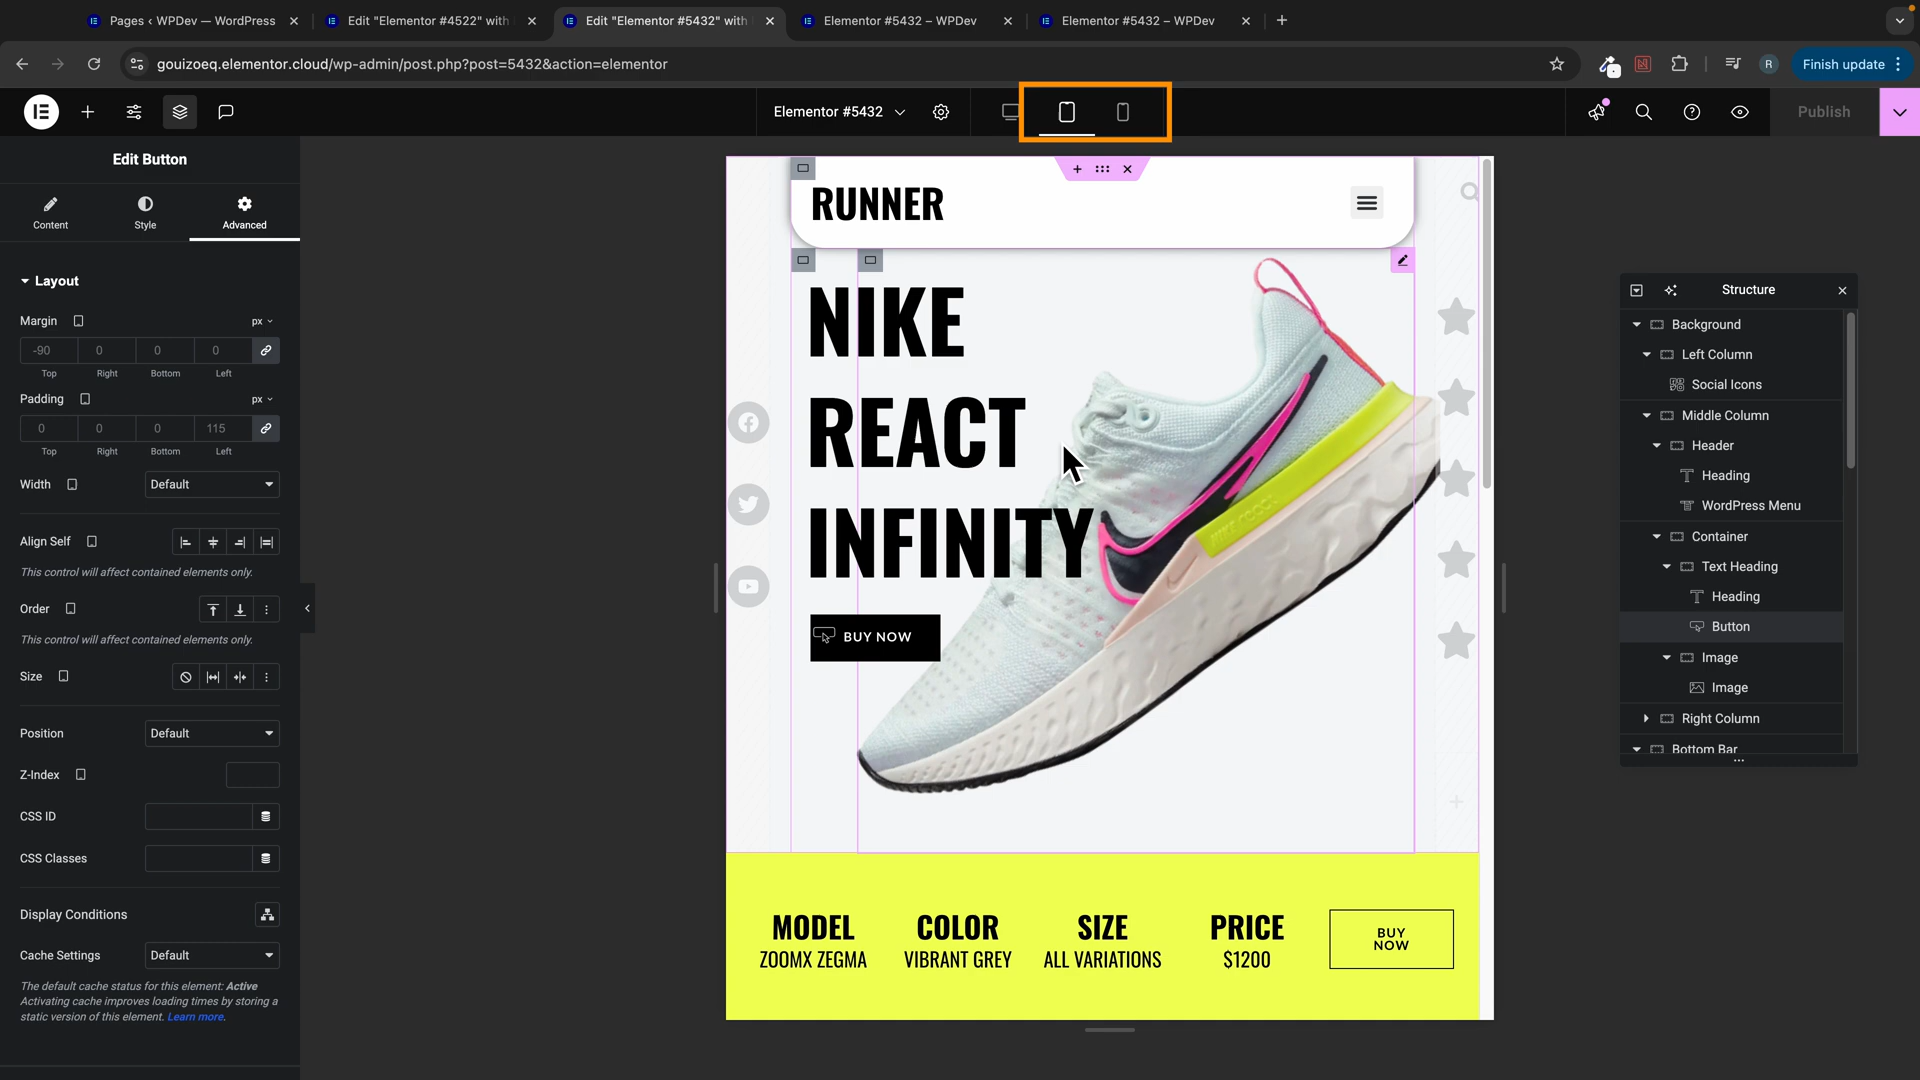 Pages ‹ WPDev — WordPress
Edit "Elementor #4522" with
Edit "Elementor #5432" with
Elementor #5432 – WPDev
Elementor #5432 – WPDev
gouizoeq.elementor.cloud/wp-admin/post.php?post=5432&action=elementor
R
Finish update
Elementor #5432
Publish
Edit Button
Content
Style
Advanced
Layout
Margin
px
-90
0
0
0
Top
Right
Bottom
Left
Padding
px
0
0
0
115
Top
Right
Bottom
Left
Width
Default
Align Self
This control will affect contained elements only.
Order
This control will affect contained elements only.
Size
Position
Default
Z-Index
CSS ID
CSS Classes
Display Conditions
Cache Settings
Default
The default cache status for this element: Active
Activating cache improves loading times by storing a
static version of this element. Learn more.
RUNNER
NIKE
REACT
INFINITY
BUY NOW
MODEL
ZOOMX ZEGMA
COLOR
VIBRANT GREY
SIZE
ALL VARIATIONS
PRICE
$1200
BUY
NOW
Structure
Background
Left Column
Social Icons
Middle Column
Header
Heading
WordPress Menu
Container
Text Heading
Heading
Button
Image
Image
Right Column
Bottom Bar